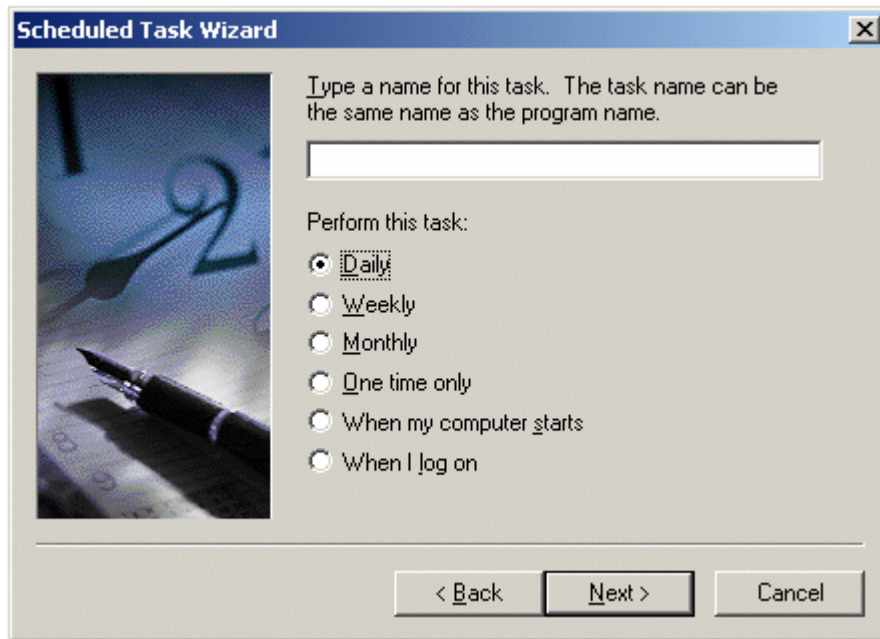 Scheduled Task Wizard
Type a name for this task. The task name can be
the same name as the program name.
Perform this task:
Daily
Weekly
Monthly
One time only
When my computer starts
When I log on
< Back
Next >
Cancel
2